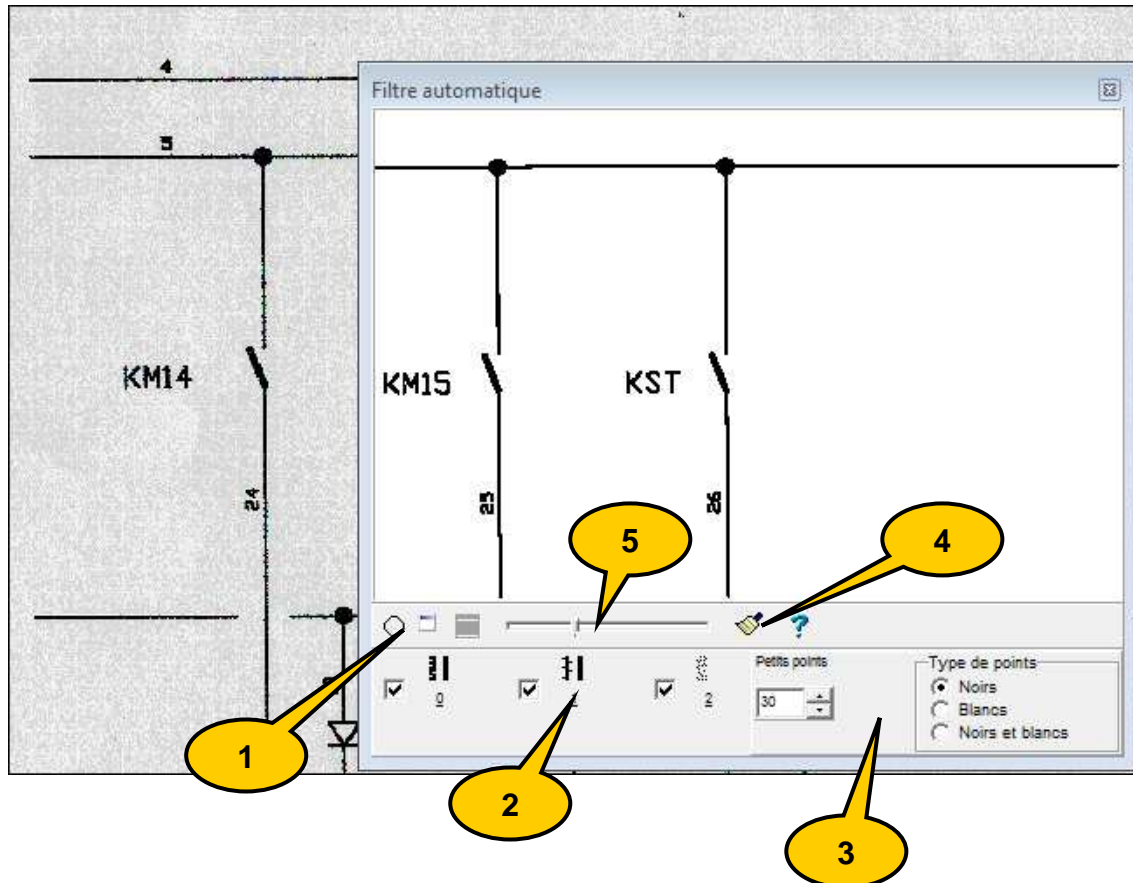 4
Filtre automatique
5
KM14
KM15
KST
24
25
26
5
4
?
Petits points
Type de points
0
2
30
Noirs
Blancs
Noirs et blancs
1
2
3